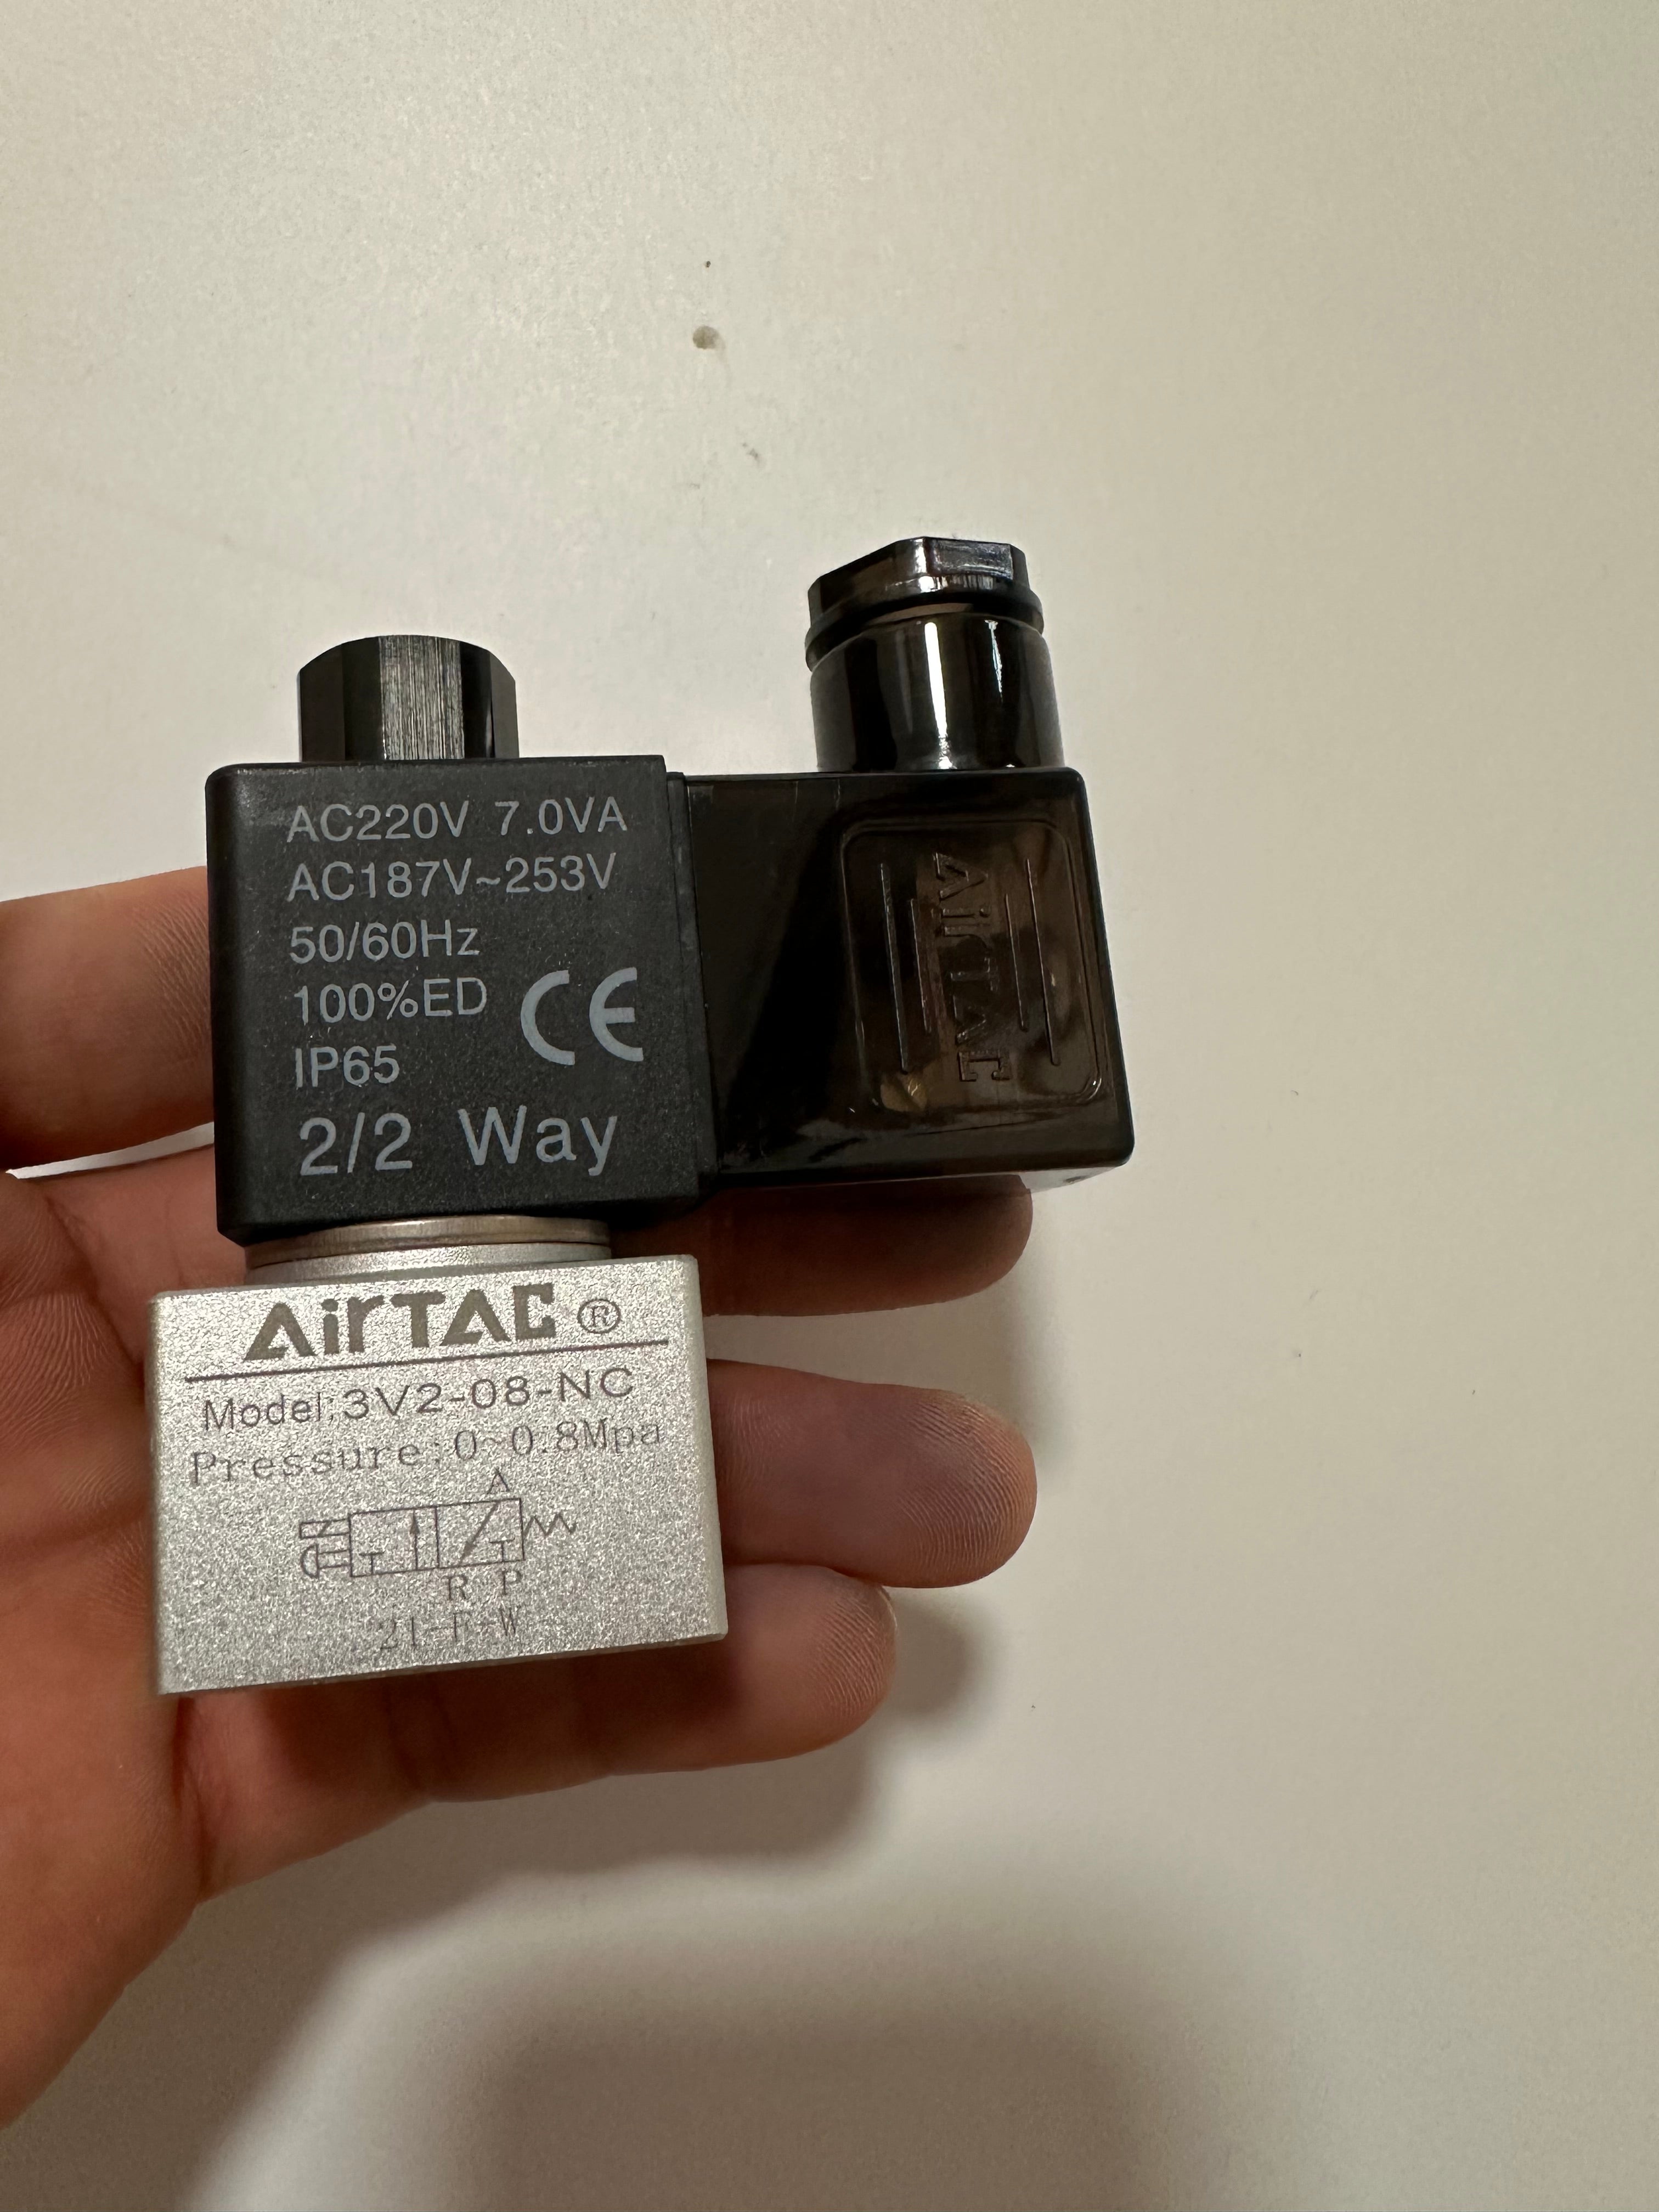 AC220V 7.0VA
AC187V~253V
50/60Hz
100%ED
CE
IP65
2/2 Way
AirTAC
AirTAC ®
Model:3V2-08-NC
Pressure:0~0.8Mpa
A
R P
21-F-W